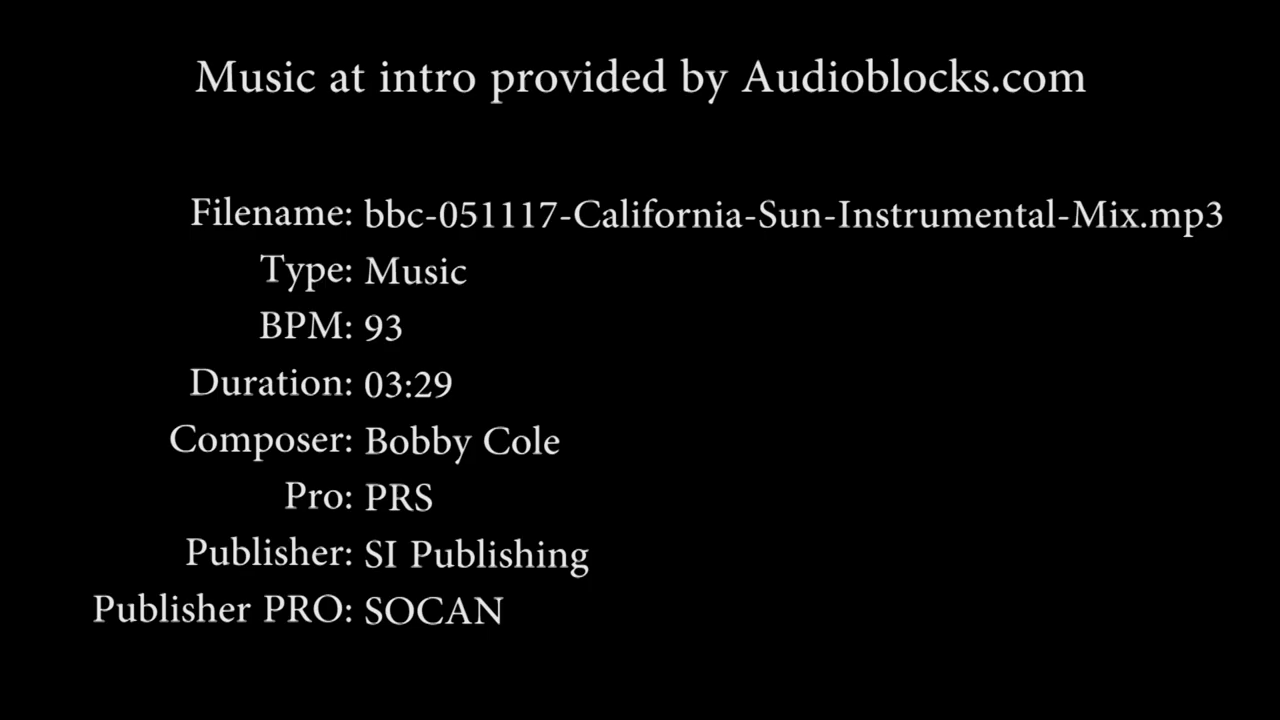 Music at intro provided by Audioblocks.com
Filename: bbc-051117-California-Sun-Instrumental-Mix.mp3
Type: Music
BPM: 93
Duration: 03:29
Composer: Bobby Cole
Pro: PRS
Publisher: SI Publishing
Publisher PRO: SOCAN